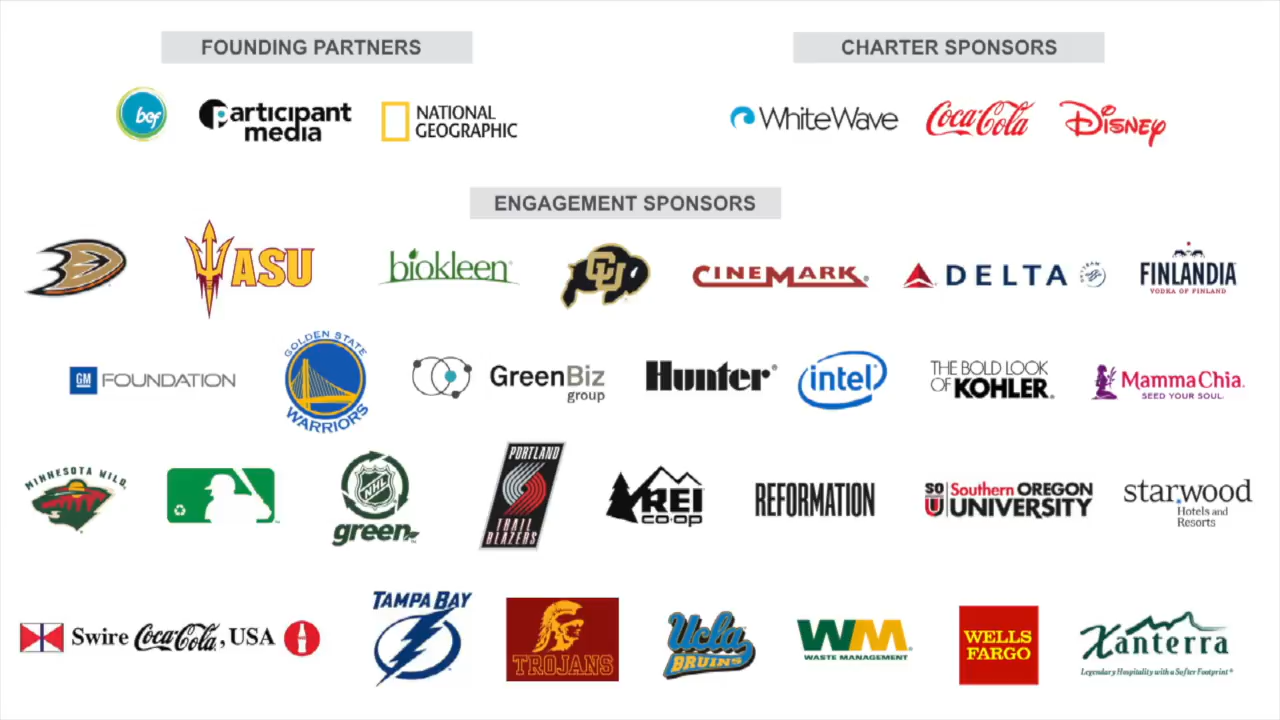 FOUNDING PARTNERS
CHARTER SPONSORS
bef
Participant
media
NATIONAL
GEOGRAPHIC
WhiteWave
Coca-Cola
DISNEY
ENGAGEMENT SPONSORS
D
ASU
biokleen
CU
CINEMARK
DELTA
FINLANDIA
VODKA OF FINLAND
GM FOUNDATION
GOLDEN STATE
WARRIORS
GreenBiz
group
Hunter
intel
THE BOLD LOOK
OF KOHLER.
Mamma Chia.
SEED YOUR SOUL.
MINNESOTA WILD
NHL
green
PORTLAND
TRAIL
BLAZERS
REI
co·op
REFORMATION
SO
U
Southern OREGON
UNIVERSITY
starwood
Hotels and
Resorts
Swire Coca-Cola, USA
TAMPA BAY
TROJANS
Ucla
BRUINS
WM
WASTE MANAGEMENT
WELLS
FARGO
Xanterra
Legendary Hospitality with a Softer Footprint®